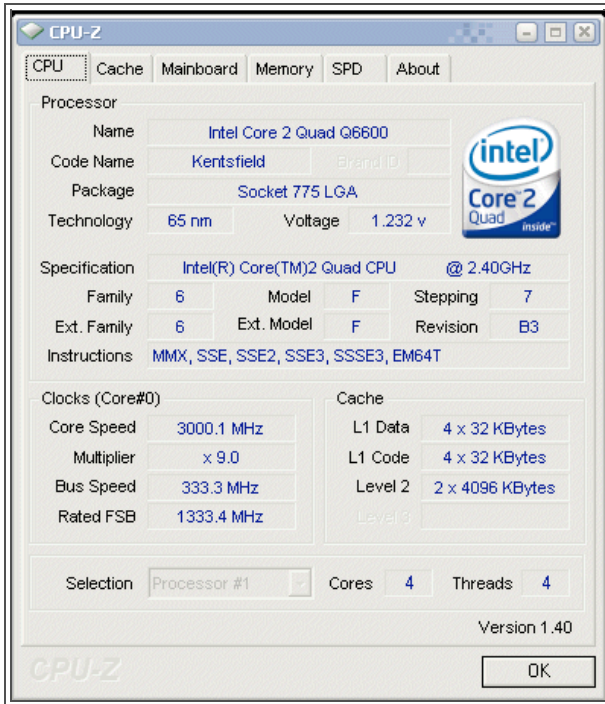 CPU-Z
CPU Cache Mainboard Memory SPD About
Processor
Name Intel Core 2 Quad Q6600
Code Name Kentsfield Brand ID
Package Socket 775 LGA
Technology 65 nm Voltage 1.232 v
intel Core™2 Quad inside™
Specification Intel(R) Core(TM)2 Quad CPU @ 2.40GHz
Family 6 Model F Stepping 7
Ext. Family 6 Ext. Model F Revision B3
Instructions MMX, SSE, SSE2, SSE3, SSSE3, EM64T
Clocks (Core#0)
Core Speed 3000.1 MHz
Multiplier x 9.0
Bus Speed 333.3 MHz
Rated FSB 1333.4 MHz
Cache
L1 Data 4 x 32 KBytes
L1 Code 4 x 32 KBytes
Level 2 2 x 4096 KBytes
Level 3
Selection Processor #1 Cores 4 Threads 4
Version 1.40
CPU-Z OK